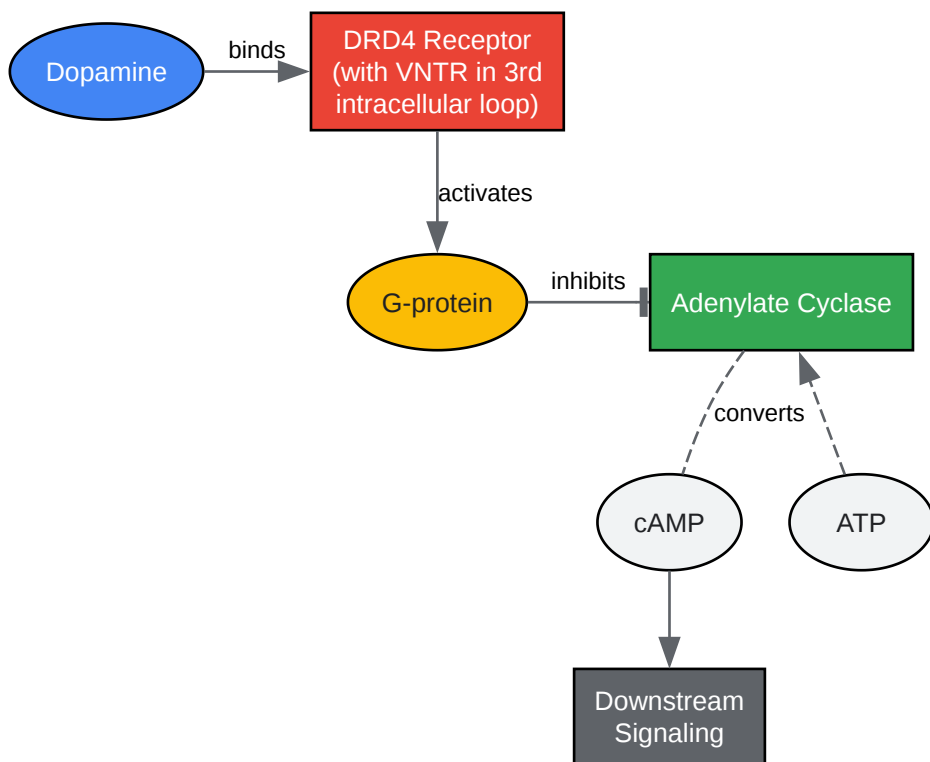 Dopamine
binds
DRD4 Receptor
(with VNTR in 3rd
intracellular loop)
activates
G-protein
inhibits
Adenylate Cyclase
converts
cAMP
ATP
Downstream
Signaling